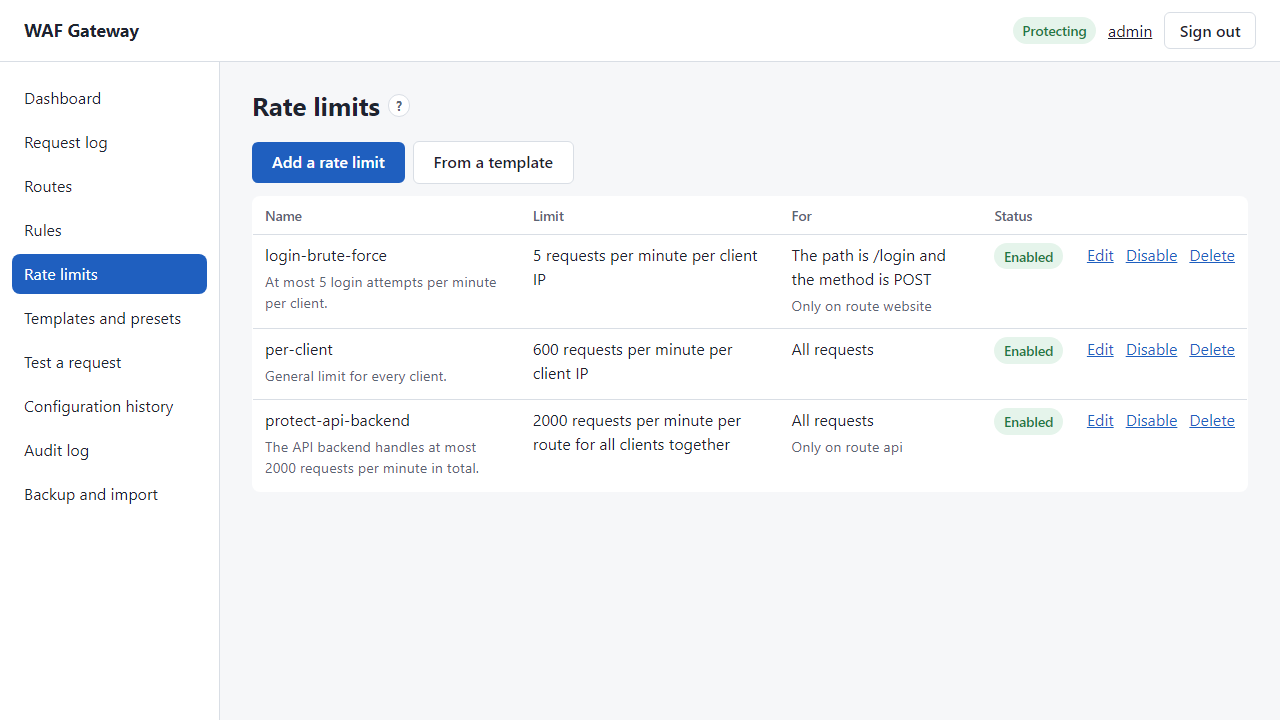 WAF Gateway
Protecting
admin
Sign out
Dashboard
Request log
Routes
Rules
Rate limits
Templates and presets
Test a request
Configuration history
Audit log
Backup and import
Rate limits ?
Add a rate limit
From a template
Name Limit For Status
login-brute-force
At most 5 login attempts per minute
per client.
5 requests per minute per client
IP
The path is /login and
the method is POST
Only on route website
Enabled
Edit Disable Delete
per-client
General limit for every client.
600 requests per minute per
client IP
All requests
Enabled
Edit Disable Delete
protect-api-backend
The API backend handles at most
2000 requests per minute in total.
2000 requests per minute per
route for all clients together
All requests
Only on route api
Enabled
Edit Disable Delete